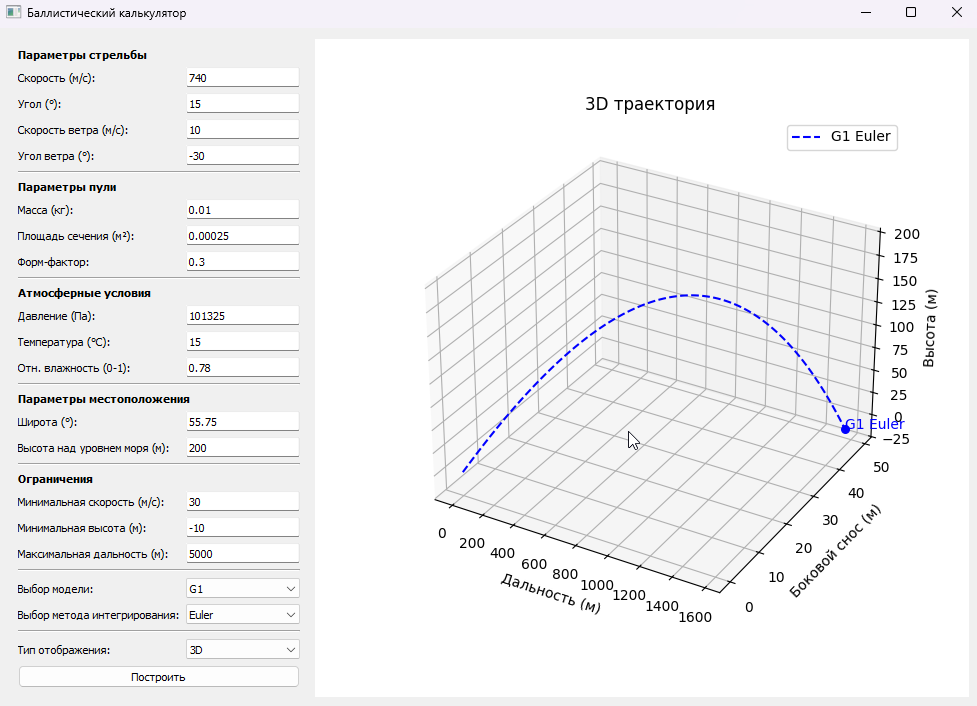 Баллистический калькулятор
Параметры стрельбы
Скорость (м/с): 740
Угол (°): 15
Скорость ветра (м/с): 10
Угол ветра (°): -30
Параметры пули
Масса (кг): 0.01
Площадь сечения (м²): 0.00025
Форм-фактор: 0.3
Атмосферные условия
Давление (Па): 101325
Температура (°C): 15
Отн. влажность (0-1): 0.78
Параметры местоположения
Широта (°): 55.75
Высота над уровнем моря (м): 200
Ограничения
Минимальная скорость (м/с): 30
Минимальная высота (м): -10
Максимальная дальность (м): 5000
Выбор модели: G1
Выбор метода интегрирования: Euler
Тип отображения: 3D
Построить
3D траектория
G1 Euler
200
175
150
125
100
75
50
25
0
−25
Высота (м)
G1 Euler
50
40
30
20
10
0
Боковой снос (м)
0
200
400
600
800
1000
1200
1400
1600
Дальность (м)